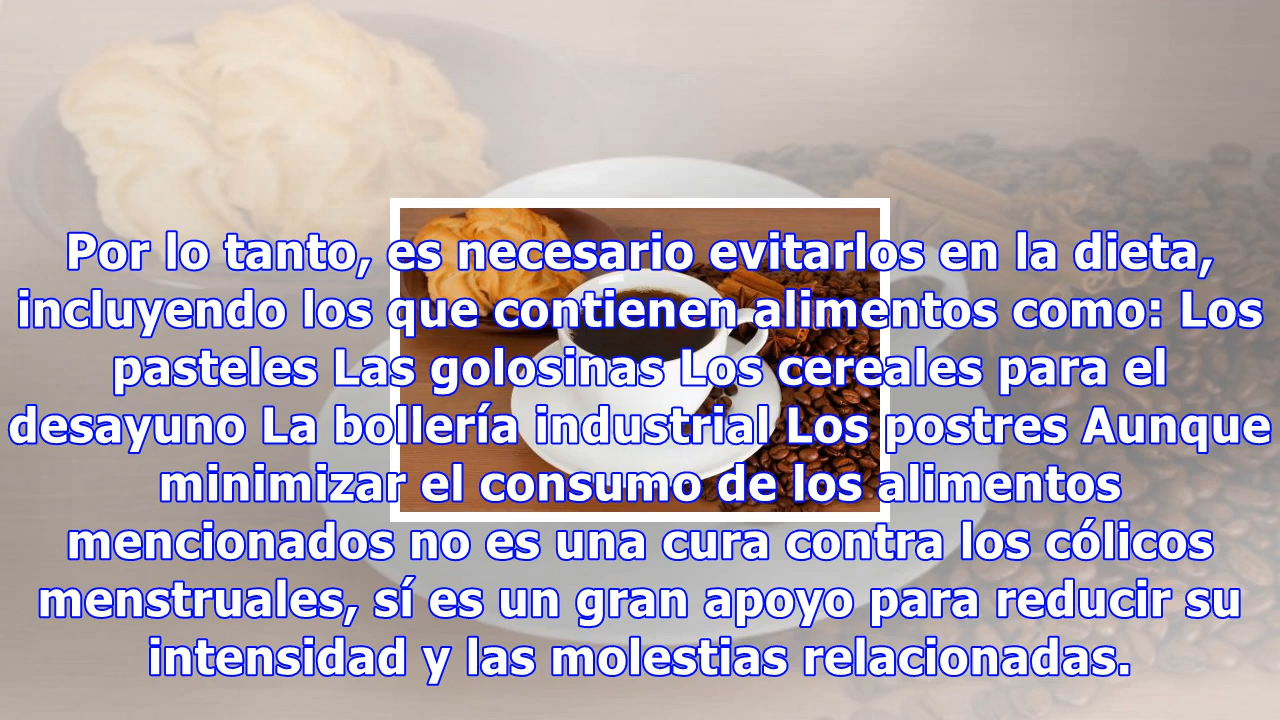 Por lo tanto, es necesario evitarlos en la dieta,
incluyendo los que contienen alimentos como: Los
pasteles Las golosinas Los cereales para el
desayuno La bollería industrial Los postres Aunque
minimizar el consumo de los alimentos
mencionados no es una cura contra los cólicos
menstruales, sí es un gran apoyo para reducir su
intensidad y las molestias relacionadas.